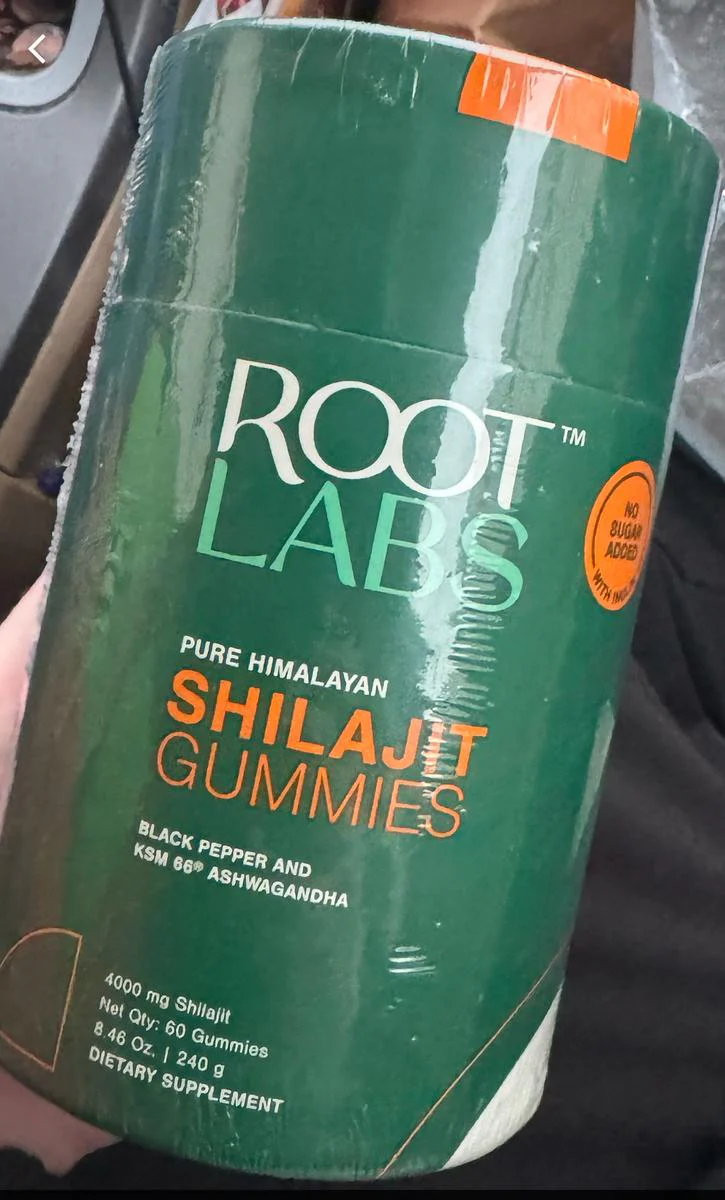 ROOT™
LABS
NO
SUGAR
ADDED
WITH
PURE HIMALAYAN
SHILAJIT
GUMMIES
BLACK PEPPER AND
KSM 66® ASHWAGANDHA
4000 mg Shilajit
Net Qty: 60 Gummies
8.46 Oz. | 240 g
DIETARY SUPPLEMENT